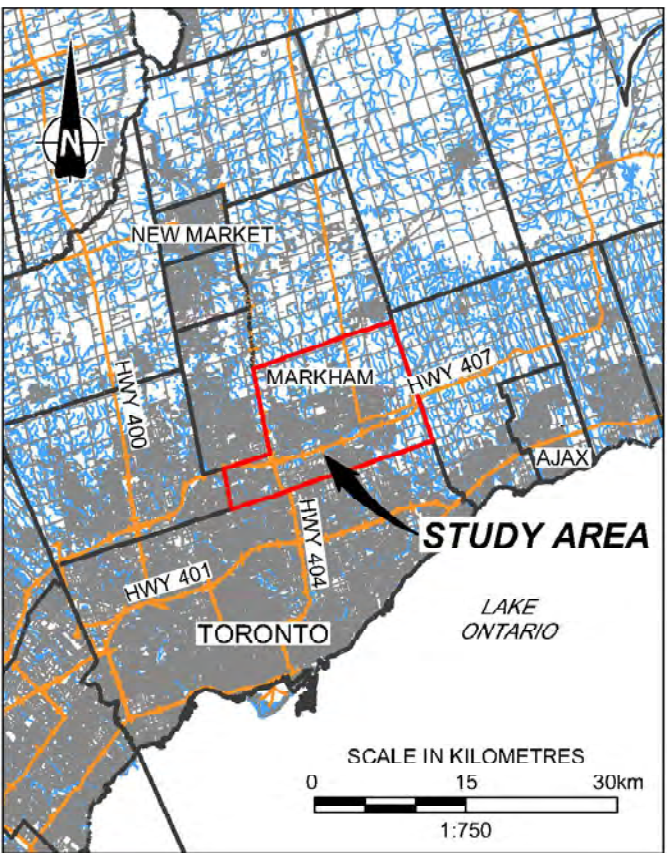 N
NEW MARKET
MARKHAM
HWY 407
HWY 400
AJAX
STUDY AREA
HWY 404
HWY 401
TORONTO
LAKE
ONTARIO
SCALE IN KILOMETRES
0 15 30km
1:750